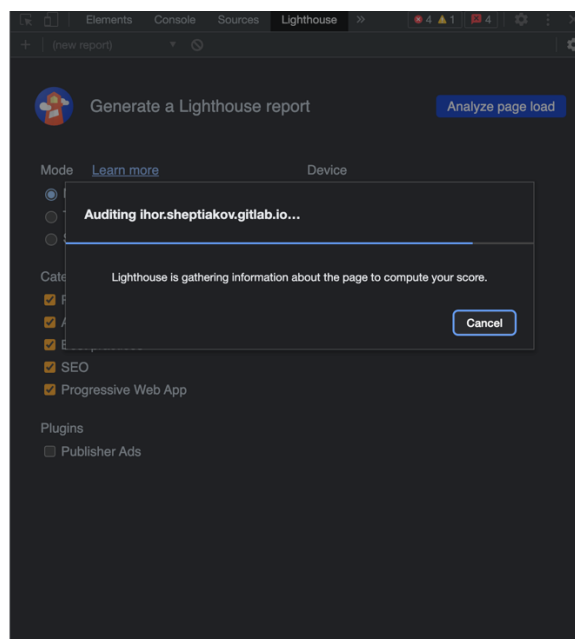 Elements Console Sources Lighthouse » 4 1 4
+ (new report)
Generate a Lighthouse report
Analyze page load
Mode Learn more Device
Auditing ihor.sheptiakov.gitlab.io...
Lighthouse is gathering information about the page to compute your score.
Cancel
SEO
Progressive Web App
Plugins
Publisher Ads